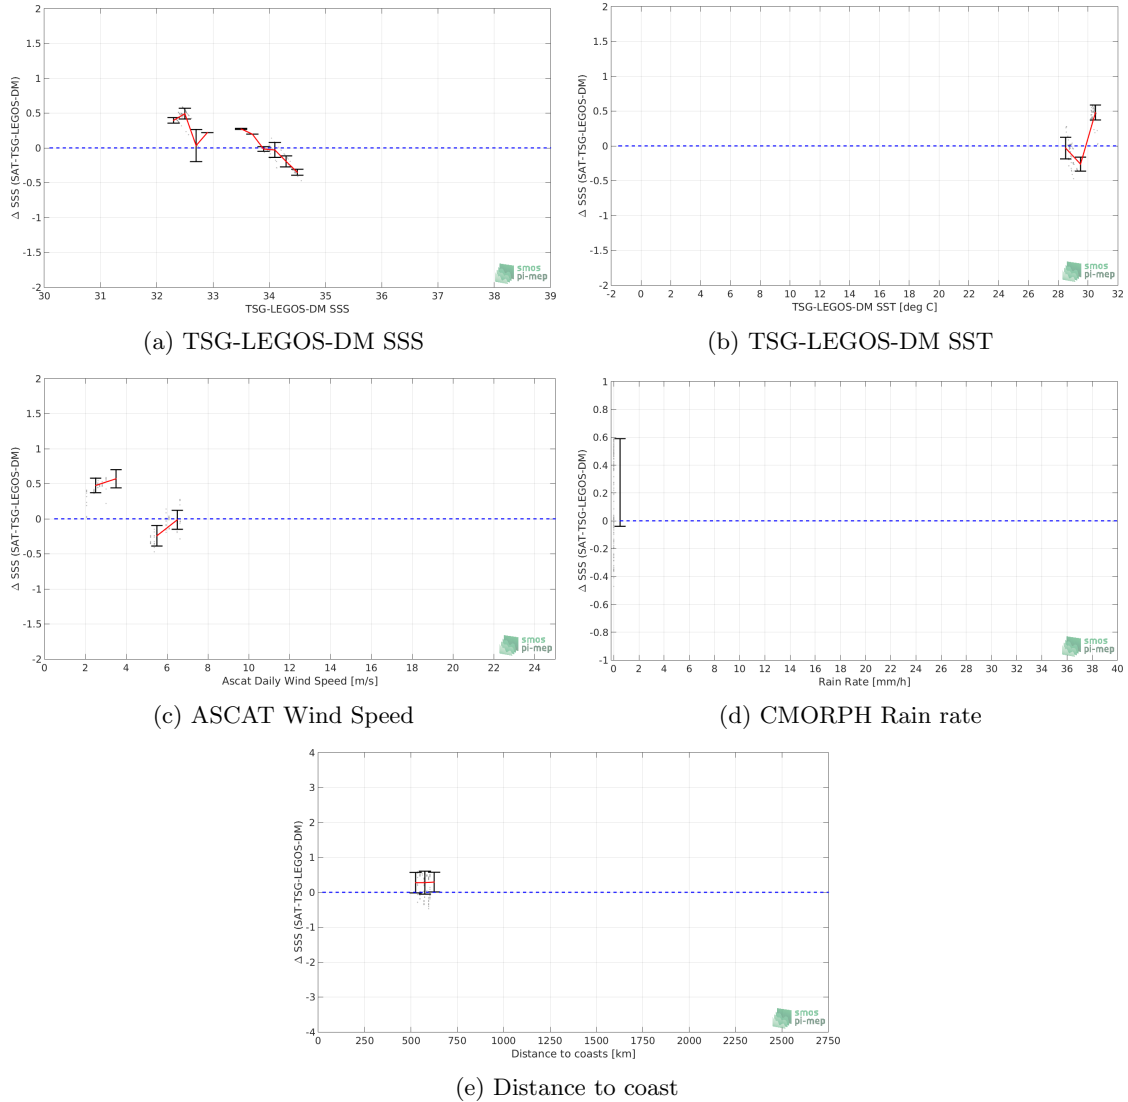 2
1.5
1
0.5
0
-0.5
-1
-1.5
-2
Δ SSS (SAT-TSG-LEGOS-DM)
30 31 32 33 34 35 36 37 38 39
TSG-LEGOS-DM SSS
smos
pi-mep
(a) TSG-LEGOS-DM SSS
2
1.5
1
0.5
0
-0.5
-1
-1.5
-2
Δ SSS (SAT-TSG-LEGOS-DM)
-2 0 2 4 6 8 10 12 14 16 18 20 22 24 26 28 30 32
TSG-LEGOS-DM SST [deg C]
smos
pi-mep
(b) TSG-LEGOS-DM SST
2
1.5
1
0.5
0
-0.5
-1
-1.5
-2
Δ SSS (SAT-TSG-LEGOS-DM)
0 2 4 6 8 10 12 14 16 18 20 22 24
Ascat Daily Wind Speed [m/s]
smos
pi-mep
(c) ASCAT Wind Speed
1
0.8
0.6
0.4
0.2
0
-0.2
-0.4
-0.6
-0.8
-1
Δ SSS (SAT-TSG-LEGOS-DM)
0 2 4 6 8 10 12 14 16 18 20 22 24 26 28 30 32 34 36 38 40
Rain Rate [mm/h]
smos
pi-mep
(d) CMORPH Rain rate
4
3
2
1
0
-1
-2
-3
-4
Δ SSS (SAT-TSG-LEGOS-DM)
0 250 500 750 1000 1250 1500 1750 2000 2250 2500 2750
Distance to coasts [km]
smos
pi-mep
(e) Distance to coast